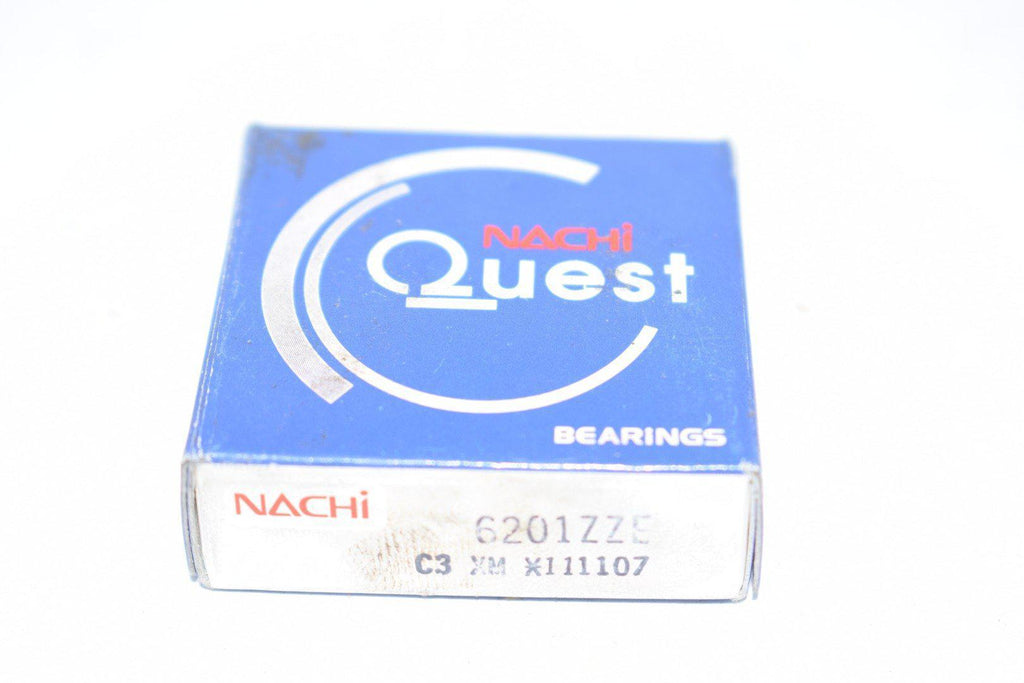 NACHi
Quest
BEARINGS
NACHi
6201ZZE
C3 XM X111107